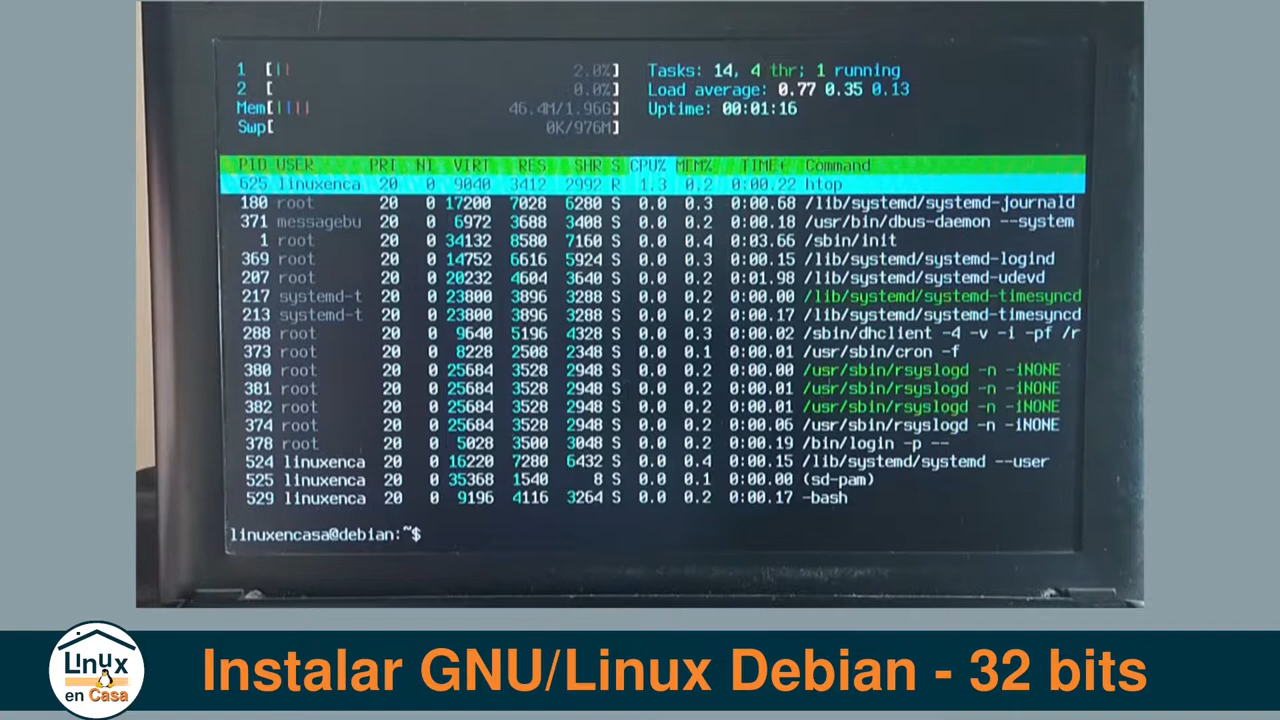 1 [|| 2.0%] Tasks: 14, 4 thr; 1 running
2 [ 0.0%] Load average: 0.77 0.35 0.13
Mem[|||| 46.4M/1.96G] Uptime: 00:01:16
Swp[ 0K/976M]
PID USER PRI NI VIRT RES SHR S CPU% MEM% TIME+ Command
625 linuxenca 20 0 9040 3412 2992 R 1.3 0.2 0:00.22 htop
180 root 20 0 17200 7028 6280 S 0.0 0.3 0:00.68 /lib/systemd/systemd-journald
371 messagebu 20 0 6972 3688 3408 S 0.0 0.2 0:00.18 /usr/bin/dbus-daemon --system
1 root 20 0 34132 8580 7160 S 0.0 0.4 0:03.66 /sbin/init
369 root 20 0 14752 6616 5924 S 0.0 0.3 0:00.15 /lib/systemd/systemd-logind
207 root 20 0 20232 4604 3640 S 0.0 0.2 0:01.98 /lib/systemd/systemd-udevd
217 systemd-t 20 0 23800 3896 3288 S 0.0 0.2 0:00.00 /lib/systemd/systemd-timesyncd
213 systemd-t 20 0 23800 3896 3288 S 0.0 0.2 0:00.17 /lib/systemd/systemd-timesyncd
288 root 20 0 9640 5196 4328 S 0.0 0.3 0:00.02 /sbin/dhclient -4 -v -i -pf /r
373 root 20 0 8228 2508 2348 S 0.0 0.1 0:00.01 /usr/sbin/cron -f
380 root 20 0 25684 3528 2948 S 0.0 0.2 0:00.00 /usr/sbin/rsyslogd -n -iNONE
381 root 20 0 25684 3528 2948 S 0.0 0.2 0:00.01 /usr/sbin/rsyslogd -n -iNONE
382 root 20 0 25684 3528 2948 S 0.0 0.2 0:00.01 /usr/sbin/rsyslogd -n -iNONE
374 root 20 0 25684 3528 2948 S 0.0 0.2 0:00.06 /usr/sbin/rsyslogd -n -iNONE
378 root 20 0 5028 3500 3048 S 0.0 0.2 0:00.19 /bin/login -p --
524 linuxenca 20 0 16220 7280 6432 S 0.0 0.4 0:00.15 /lib/systemd/systemd --user
525 linuxenca 20 0 35368 1540 8 S 0.0 0.1 0:00.00 (sd-pam)
529 linuxenca 20 0 9196 4116 3264 S 0.0 0.2 0:00.17 -bash
linuxencasa@debian:~$
Linux
en Casa
Instalar GNU/Linux Debian - 32 bits